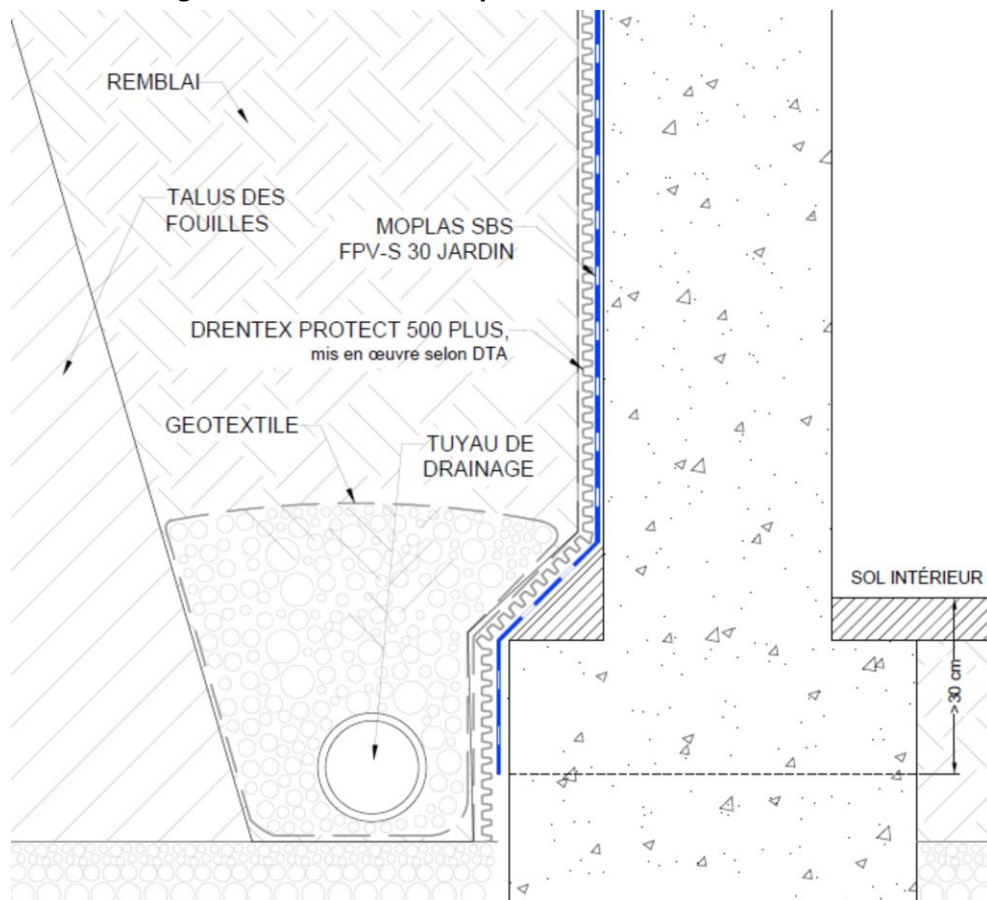 REMBLAI
TALUS DES
FOUILLES
MOPLAS SBS
FPV-S 30 JARDIN
DRENTEX PROTECT 500 PLUS,
mis en œuvre selon DTA
GEOTEXTILE
TUYAU DE
DRAINAGE
SOL INTÉRIEUR
>30 cm